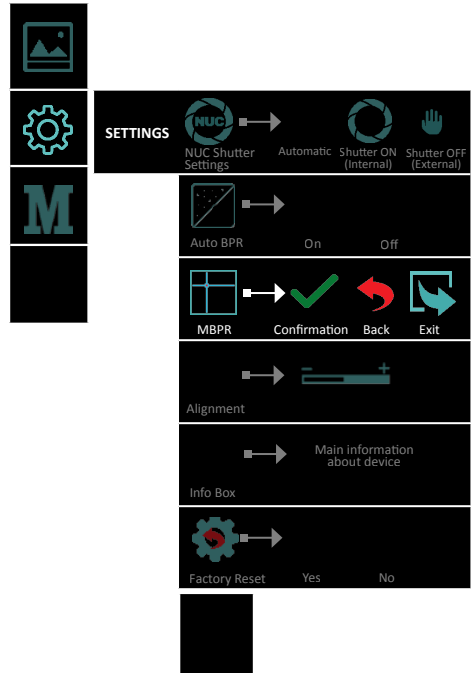 M
SETTINGS
NUC
NUC Shutter
Settings
Automatic
Shutter ON
(Internal)
Shutter OFF
(External)
Auto BPR
On
Off
MBPR
Confirmation
Back
Exit
- +
Alignment
Main information
about device
Info Box
Factory Reset
Yes
No